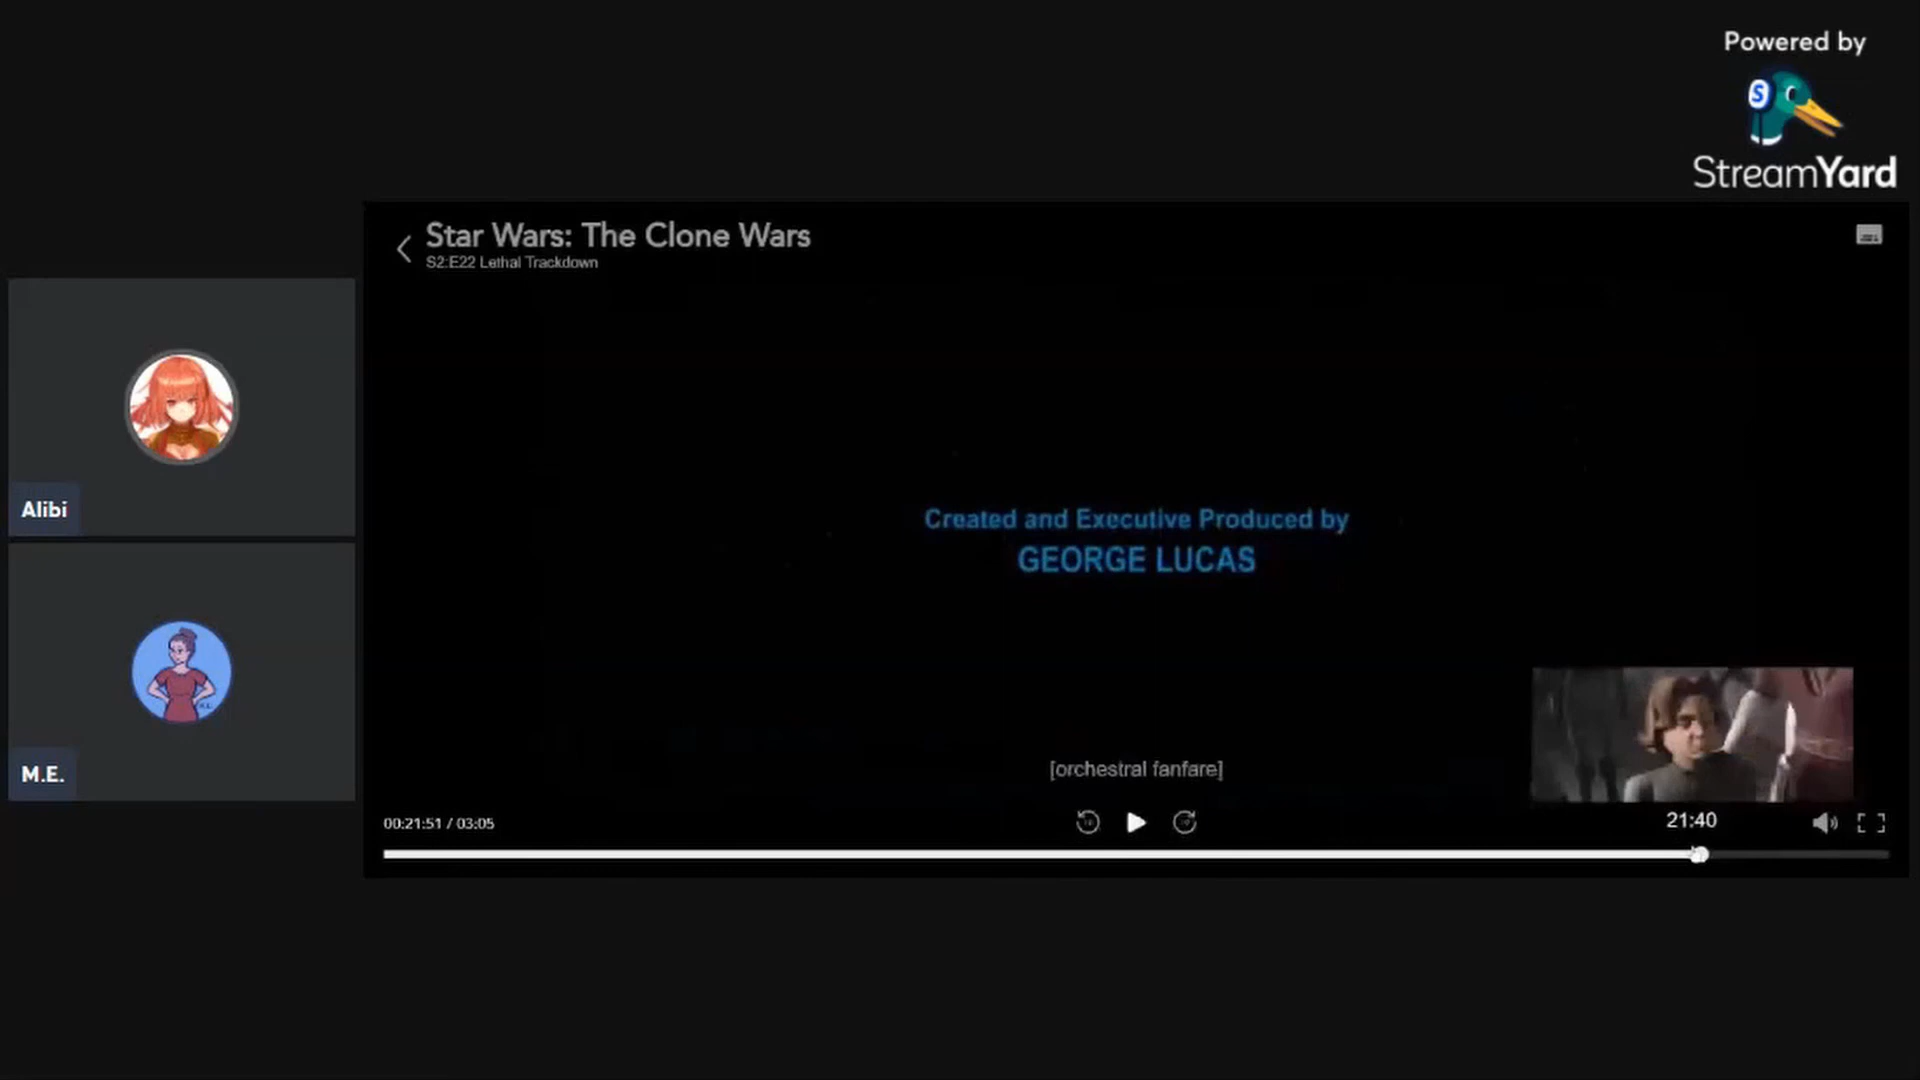 Powered by
S
StreamYard
Star Wars: The Clone Wars
S2:E22 Lethal Trackdown
Alibi
Created and Executive Produced by
GEORGE LUCAS
M.E.
[orchestral fanfare]
00:21:51 / 03:05
21:40